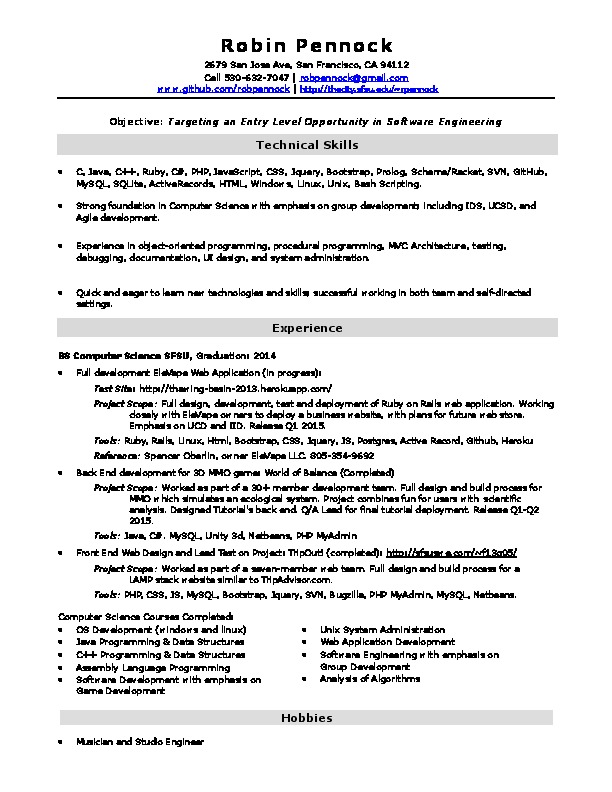 Robin Pennock
2679 San Jose Ave, San Francisco, CA 94112
Cell 530-632-7047 | robpennock@gmail.com
www.github.com/robpennock | http://thecity.sfsu.edu/~rpennock
Objective: Targeting an Entry Level Opportunity in Software Engineering
Technical Skills
• C, Java, C++, Ruby, C#, PHP, JavaScript, CSS, Jquery, Bootstrap, Prolog, Scheme/Racket, SVN, GitHub,
MySQL, SQLite, ActiveRecords, HTML, Windows, Linux, Unix, Bash Scripting.
• Strong foundation in Computer Science with emphasis on group development; including IDS, UCSD, and
Agile development.
• Experience in object-oriented programming, procedural programming, MVC Architecture, testing,
debugging, documentation, UI design, and system administration.
• Quick and eager to learn new technologies and skills; successful working in both team and self-directed
settings.
Experience
BS Computer Science SFSU, Graduation: 2014
• Full development EleVape Web Application (in progress):
Test Site: http://thawing-basin-2013.herokuapp.com/
Project Scope: Full design, development, test and deployment of Ruby on Rails web application. Working
closely with EleVape owners to deploy a business website, with plans for future web store.
Emphasis on UCD and IID. Release Q1 2015.
Tools: Ruby, Rails, Linux, Html, Bootstrap, CSS, Jquery, JS, Postgres, Active Record, Github, Heroku
Reference: Spencer Oberlin, owner EleVape LLC. 805-354-9692
• Back End development for 3D MMO game: World of Balance (Completed)
Project Scope: Worked as part of a 30+ member development team. Full design and build process for
MMO which simulates an ecological system. Project combines fun for users with scientific
analysis. Designed Tutorial's back end. Q/A Lead for final tutorial deployment. Release Q1-Q2
2015.
Tools: Java, C#, MySQL, Unity 3d, Netbeans, PHP MyAdmin
• Front End Web Design and Lead Test on Project: TripOut! (completed): http://sfsuswe.com/~f13g05/
Project Scope: Worked as part of a seven-member web team. Full design and build process for a
LAMP stack website similar to TripAdvisor.com.
Tools: PHP, CSS, JS, MySQL, Bootstrap, Jquery, SVN, Bugzilla, PHP MyAdmin, MySQL, Netbeans.
Computer Science Courses Completed:
• OS Development (windows and linux)
• Java Programming & Data Structures
• C++ Programming & Data Structures
• Assembly Language Programming
• Software Development with emphasis on
Game Development
• Unix System Administration
• Web Application Development
• Software Engineering with emphasis on
Group Development
• Analysis of Algorithms
Hobbies
• Musician and Studio Engineer